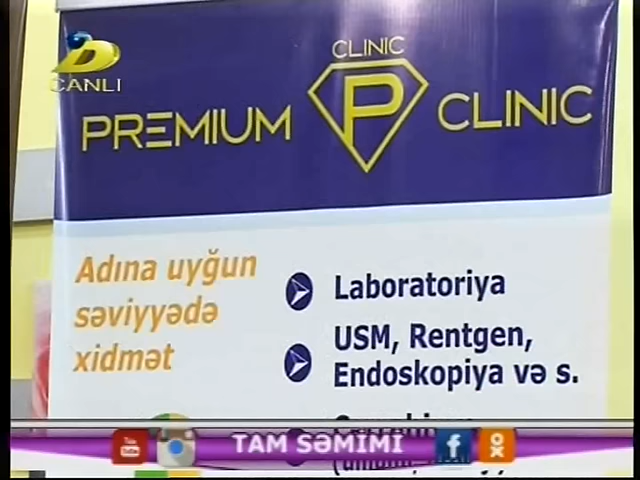 CANLI
CLINIC
P
PREMIUM CLINIC
Adına uyğun
səviyyədə
xidmət
Laboratoriya
USM, Rentgen,
Endoskopiya və s.
TAM SƏMİMİ